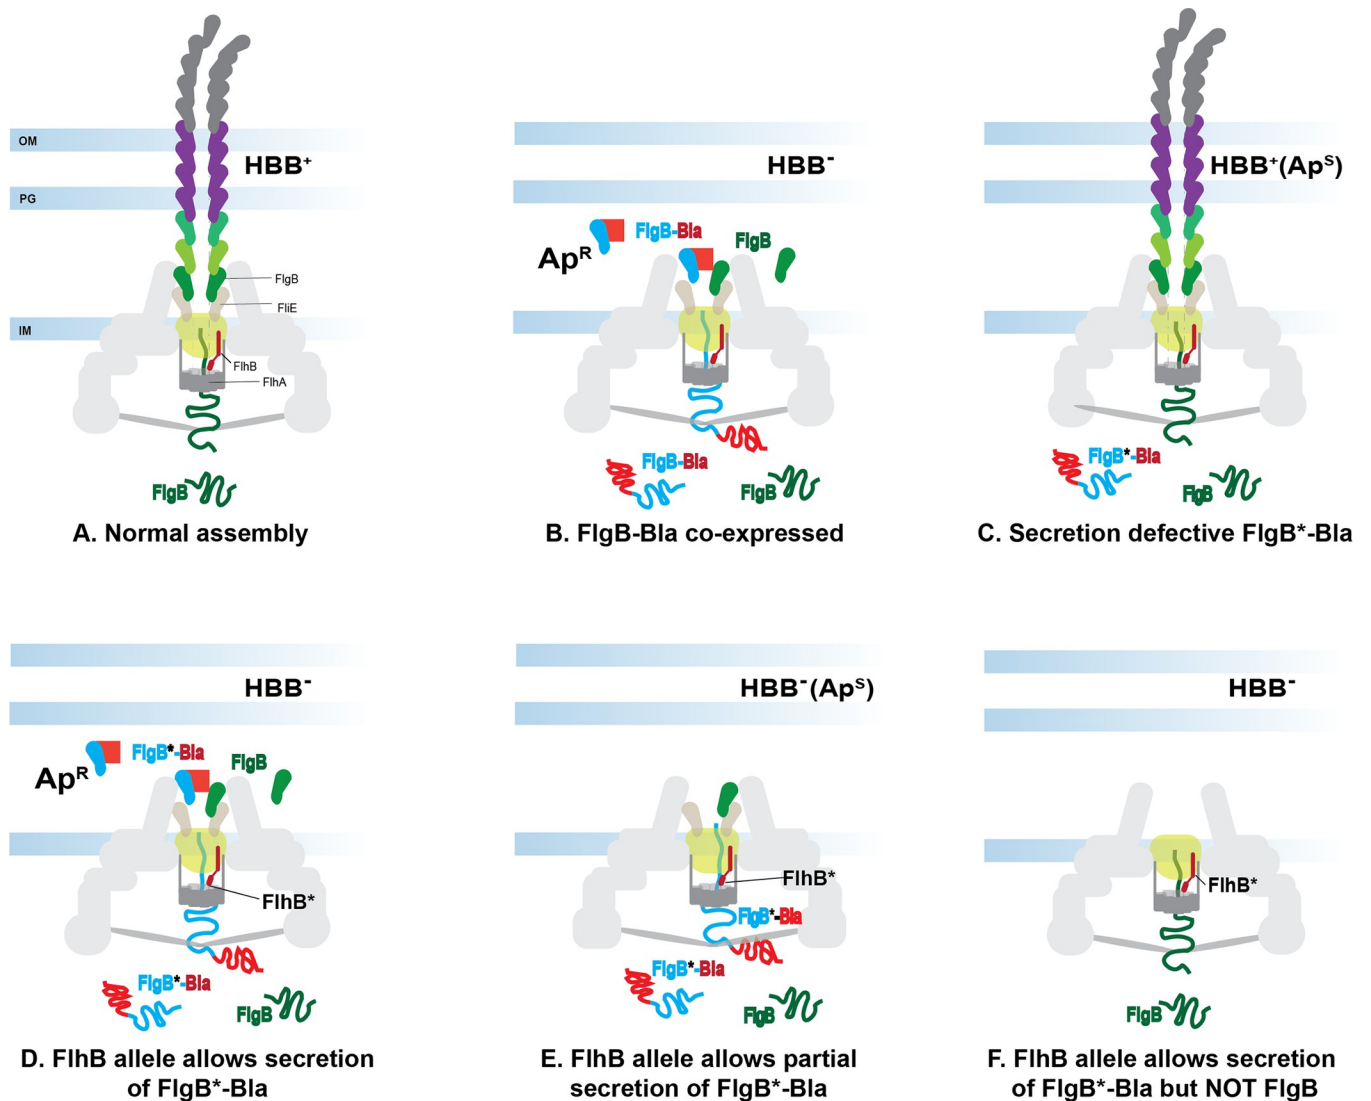 OM
HBB⁺
PG
FlgB
FliE
IM
FlhB
FlhA
FlgB
A. Normal assembly
HBB⁻
FlgB-Bla
FlgB
Apᴿ
FlgB-Bla
FlgB
B. FlgB-Bla co-expressed
HBB⁺(Apˢ)
FlgB*-Bla
FlgB
C. Secretion defective FlgB*-Bla
HBB⁻
FlgB*-Bla
FlgB
Apᴿ
FlhB*
FlgB*-Bla
FlgB
D. FlhB allele allows secretion
of FlgB*-Bla
HBB⁻(Apˢ)
FlhB*
FlgB*-Bla
FlgB*-Bla
FlgB
E. FlhB allele allows partial
secretion of FlgB*-Bla
HBB⁻
FlhB*
FlgB
F. FlhB allele allows secretion
of FlgB*-Bla but NOT FlgB